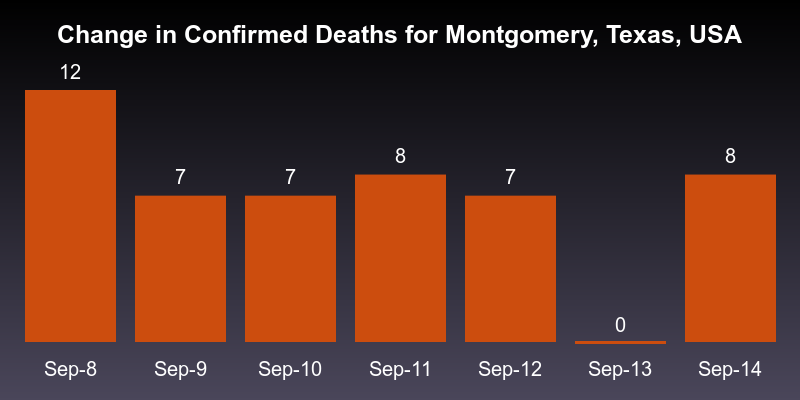 Change in Confirmed Deaths for Montgomery, Texas, USA
12
7
7
8
7
0
8
Sep-8
Sep-9
Sep-10
Sep-11
Sep-12
Sep-13
Sep-14